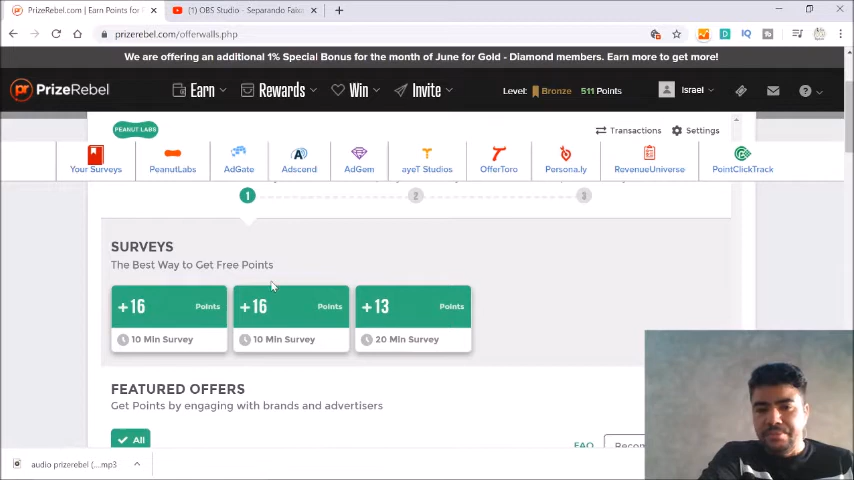 PrizeRebel.com | Earn Points for F
(1) OBS Studio - Separando Faixo
prizerebel.com/offerwalls.php
IQ
We are offering an additional 1% Special Bonus for the month of June for Gold - Diamond members. Earn more to get more!
pr PrizeRebel Earn Rewards Win Invite Level: Bronze 511 Points Israel
PEANUT LABS
Transactions Settings
Your Surveys PeanutLabs AdGate Adscend AdGem ayeT Studios OfferToro Persona.ly RevenueUniverse PointClickTrack
1 2 3
SURVEYS
The Best Way to Get Free Points
+16 Points +16 Points +13 Points
10 Min Survey 10 Min Survey 20 Min Survey
FEATURED OFFERS
Get Points by engaging with brands and advertisers
All
FAQ Recom
audio prizerebel (....mp3